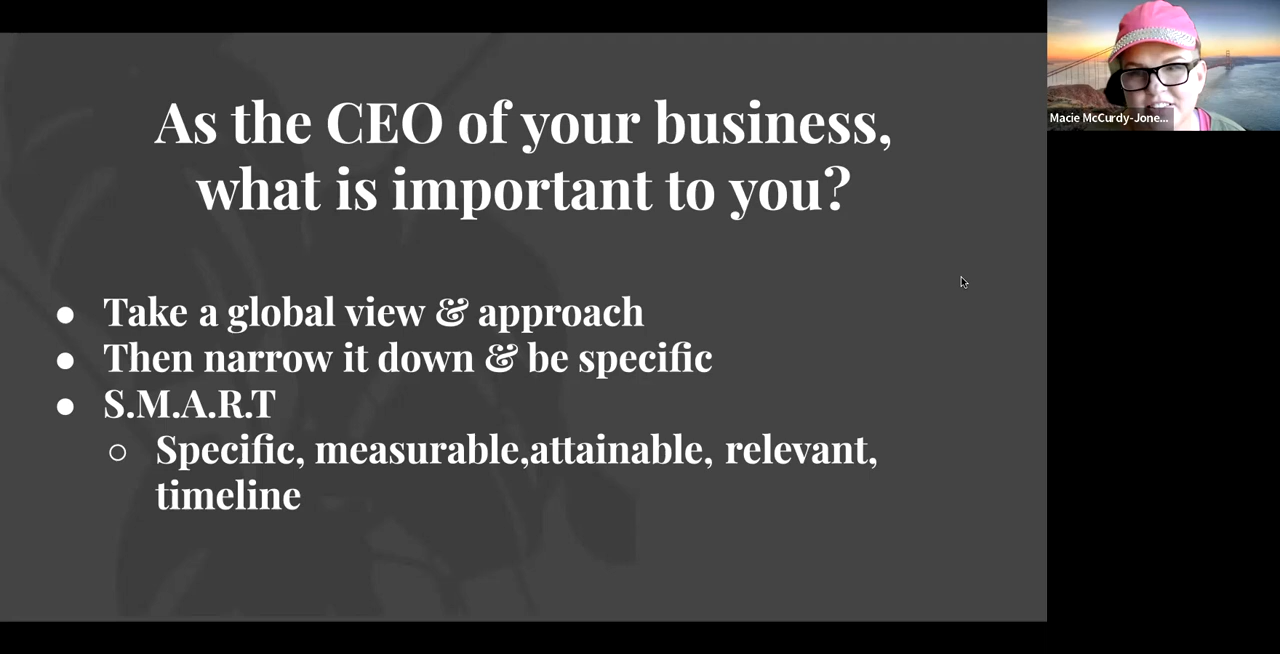 As the CEO of your business,
what is important to you?
● Take a global view & approach
● Then narrow it down & be specific
● S.M.A.R.T
○ Specific, measurable,attainable, relevant,
timeline
Macie McCurdy-Jone...